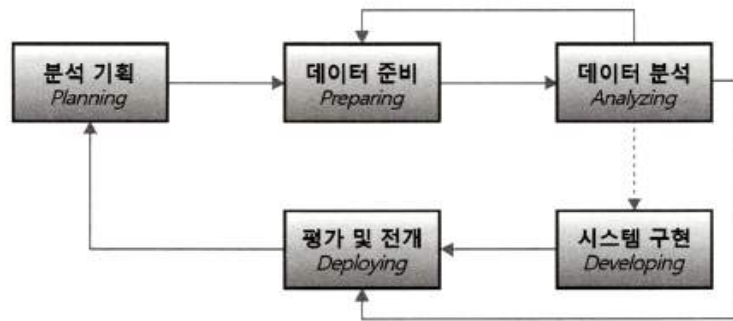 분석 기획
Planning
데이터 준비
Preparing
데이터 분석
Analyzing
평가 및 전개
Deploying
시스템 구현
Developing